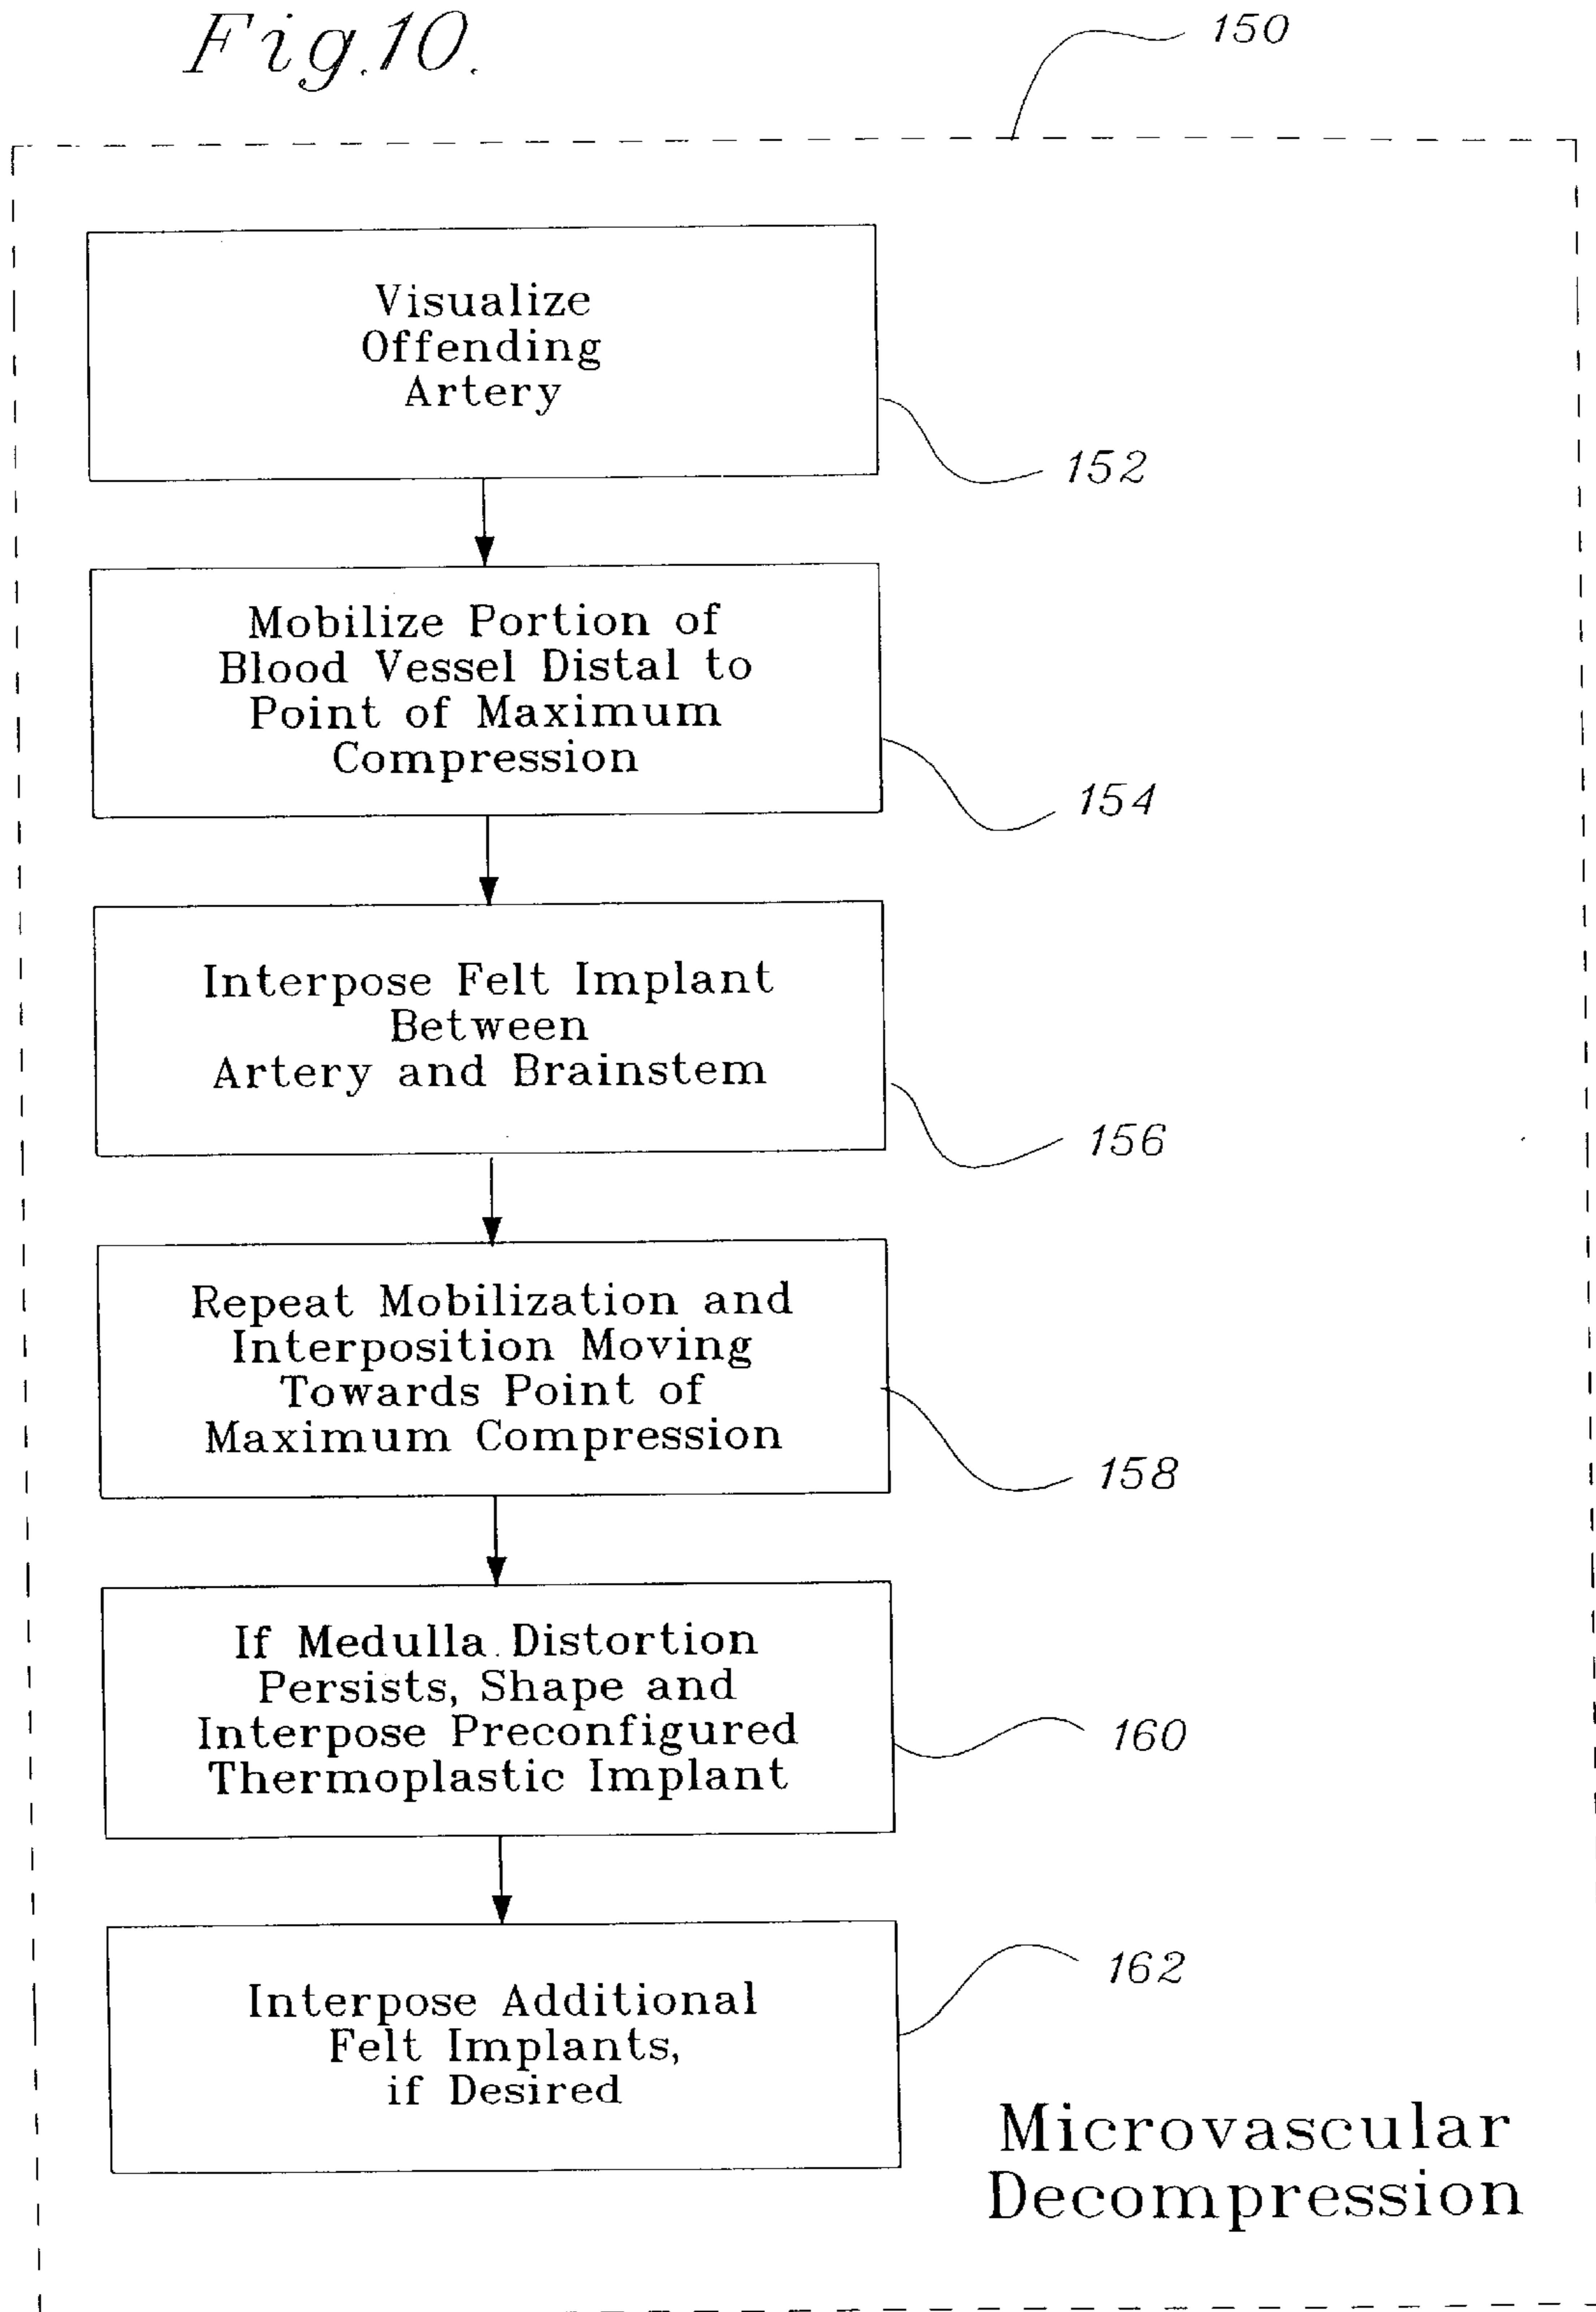 Fig.10.
150
Visualize
Offending
Artery
152
Mobilize Portion of
Blood Vessel Distal to
Point of Maximum
Compression
154
Interpose Felt Implant
Between
Artery and Brainstem
156
Repeat Mobilization and
Interposition Moving
Towards Point of
Maximum Compression
158
If Medulla Distortion
Persists, Shape and
Interpose Preconfigured
Thermoplastic Implant
160
Interpose Additional
Felt Implants,
if Desired
162
Microvascular
Decompression